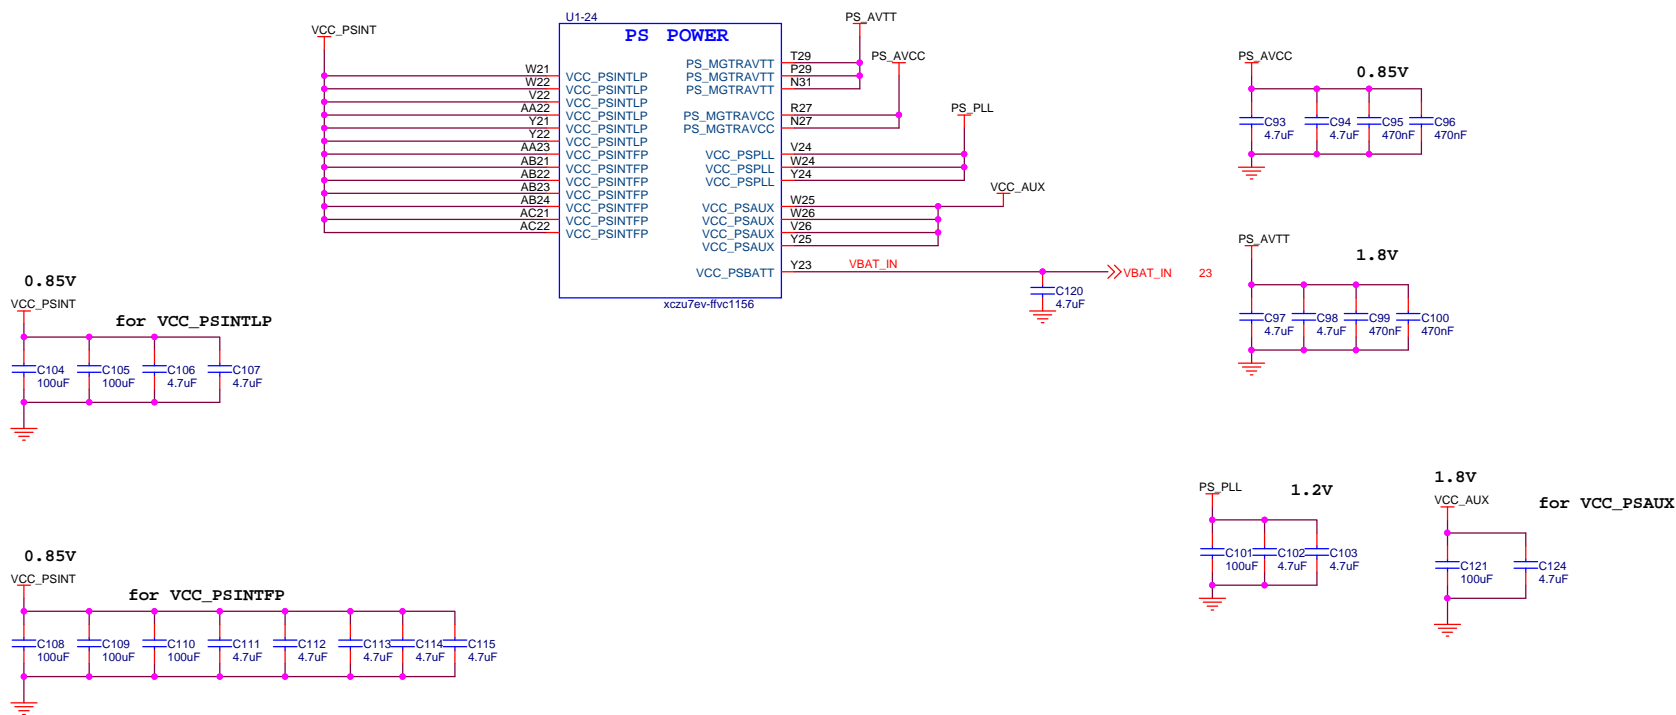 U1-24
PS POWER
VCC_PSINT
W21 VCC_PSINTLP
W22 VCC_PSINTLP
V22 VCC_PSINTLP
AA22 VCC_PSINTLP
Y21 VCC_PSINTLP
Y22 VCC_PSINTLP
AA23 VCC_PSINTFP
AB21 VCC_PSINTFP
AB22 VCC_PSINTFP
AB23 VCC_PSINTFP
AB24 VCC_PSINTFP
AC21 VCC_PSINTFP
AC22 VCC_PSINTFP
PS_AVTT
PS_MGTRAVTT T29
PS_MGTRAVTT P29
PS_MGTRAVTT N31
PS_AVCC
PS_MGTRAVCC R27
PS_MGTRAVCC N27
PS_PLL
VCC_PSPLL V24
VCC_PSPLL W24
VCC_PSPLL Y24
VCC_AUX
VCC_PSAUX W25
VCC_PSAUX W26
VCC_PSAUX V26
VCC_PSAUX Y25
VCC_PSBATT Y23 VBAT_IN VBAT_IN 23
C120
4.7uF
xczu7ev-ffvc1156
PS_AVCC
0.85V
C93 C94 C95 C96
4.7uF 4.7uF 470nF 470nF
PS_AVTT
1.8V
C97 C98 C99 C100
4.7uF 4.7uF 470nF 470nF
0.85V
VCC_PSINT
for VCC_PSINTLP
C104 C105 C106 C107
100uF 100uF 4.7uF 4.7uF
PS_PLL
1.2V
C101 C102 C103
100uF 4.7uF 4.7uF
1.8V
VCC_AUX
for VCC_PSAUX
C121 C124
100uF 4.7uF
0.85V
VCC_PSINT
for VCC_PSINTFP
C108 C109 C110 C111 C112 C113 C114 C115
100uF 100uF 100uF 4.7uF 4.7uF 4.7uF 4.7uF 4.7uF